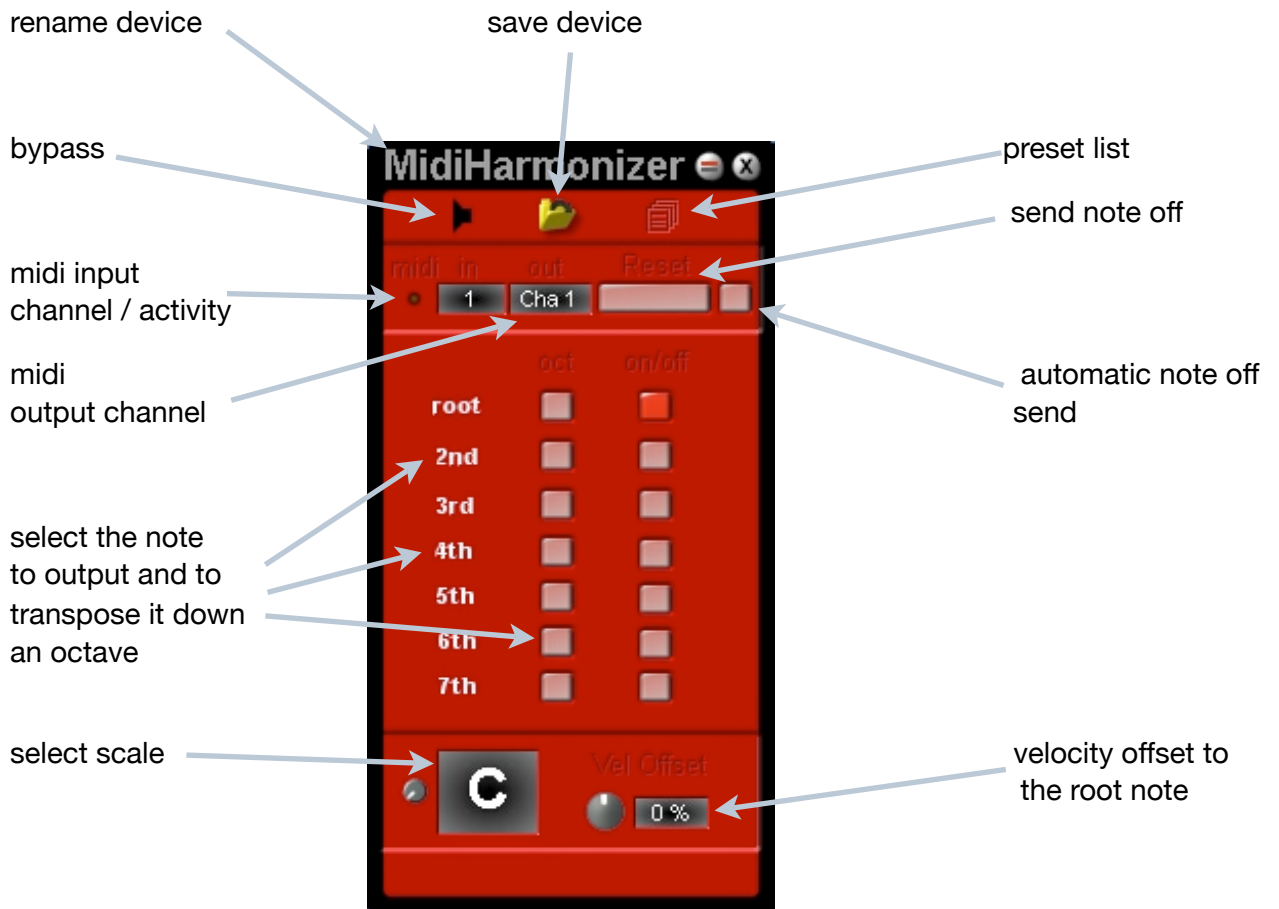 rename device
save device
bypass
preset list
send note off
midi input
channel / activity
midi
output channel
automatic note off
send
select the note
to output and to
transpose it down
an octave
select scale
velocity offset to
the root note
MidiHarmonizer
midi in out Reset
1 Cha 1
oct on/off
root
2nd
3rd
4th
5th
6th
7th
C
Vel Offset
0 %